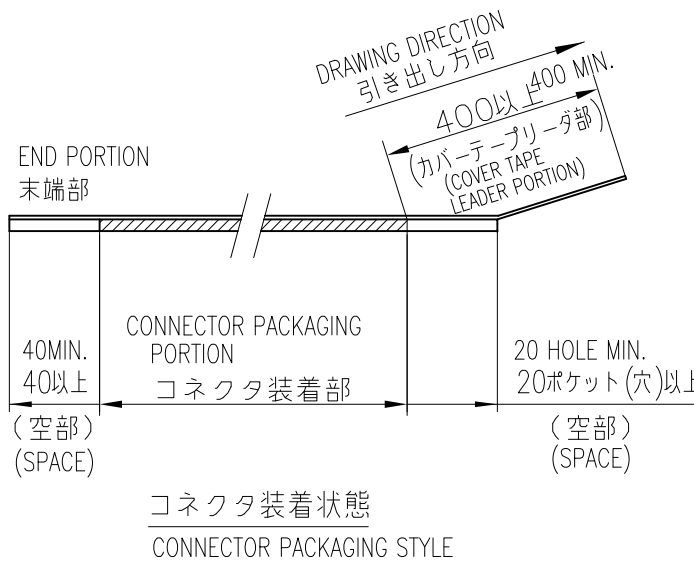 DRAWING DIRECTION
引き出し方向
400以上 400 MIN.
(カバーテープリーダ部)
(COVER TAPE
LEADER PORTION)
END PORTION
末端部
CONNECTOR PACKAGING
PORTION
コネクタ装着部
40MIN.
40以上
(空部)
(SPACE)
20 HOLE MIN.
20ポケット(穴)以上
(空部)
(SPACE)
コネクタ装着状態
CONNECTOR PACKAGING STYLE